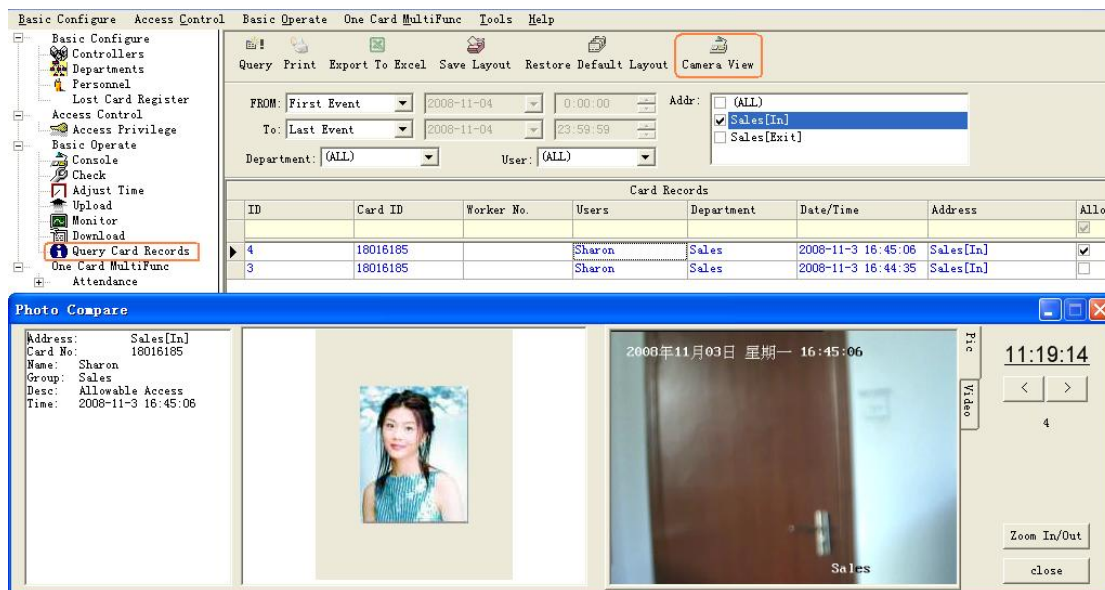 Basic Configure Access Control Basic Operate One Card MultiFunc Tools Help
Basic Configure
Controllers
Departments
Personnel
Lost Card Register
Access Control
Access Privilege
Basic Operate
Console
Check
Adjust Time
Upload
Monitor
Download
Query Card Records
One Card MultiFunc
Attendance
Query Print Export To Excel Save Layout Restore Default Layout Camera View
FROM: First Event 2008-11-04 0:00:00 Addr: (ALL)
Sales[In]
To: Last Event 2008-11-04 23:59:59 Sales[Exit]
Department: (ALL) User: (ALL)
Card Records
ID Card ID Worker No. Users Department Date/Time Address Allo
4 18016185 Sharon Sales 2008-11-3 16:45:06 Sales[In]
3 18016185 Sharon Sales 2008-11-3 16:44:35 Sales[In]
Photo Compare
Address: Sales[In]
Card No: 18016185
Name: Sharon
Group: Sales
Desc: Allowable Access
Time: 2008-11-3 16:45:06
2008年11月03日 星期一 16:45:06
Sales
Pic
Video
11:19:14
< >
4
Zoom In/Out
close